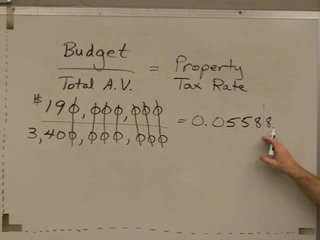 Budget
Total A.V.
= Property
Tax Rate
$190,000,000
3,400,000,000
= 0.05588